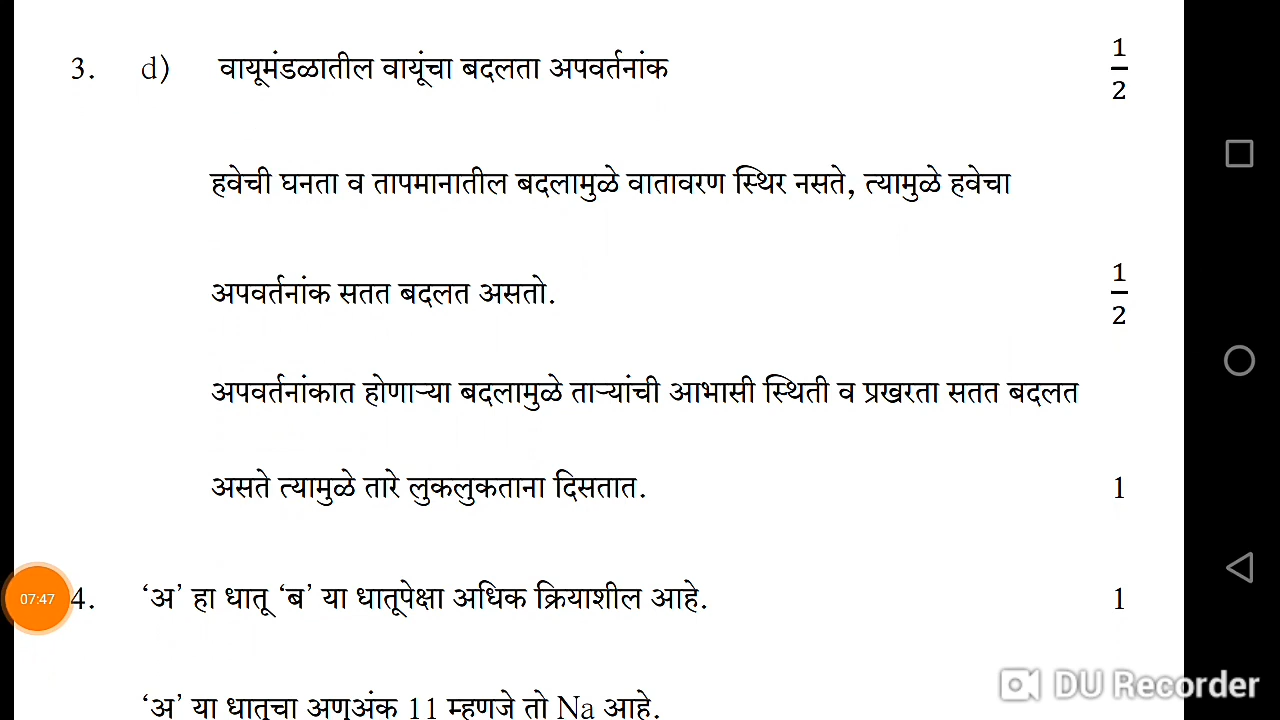 3. d) वायूमंडळातील वायूंचा बदलता अपवर्तनांक 1/2
हवेची घनता व तापमानातील बदलामुळे वातावरण स्थिर नसते, त्यामुळे हवेचा
अपवर्तनांक सतत बदलत असतो. 1/2
अपवर्तनांकात होणाऱ्या बदलामुळे ताऱ्यांची आभासी स्थिती व प्रखरता सतत बदलत
असते त्यामुळे तारे लुकलुकताना दिसतात. 1
07:47
4. ‘अ’ हा धातू ‘ब’ या धातूपेक्षा अधिक क्रियाशील आहे. 1
DU Recorder
‘अ’ या धातूचा अणुअंक 11 म्हणजे तो Na आहे.